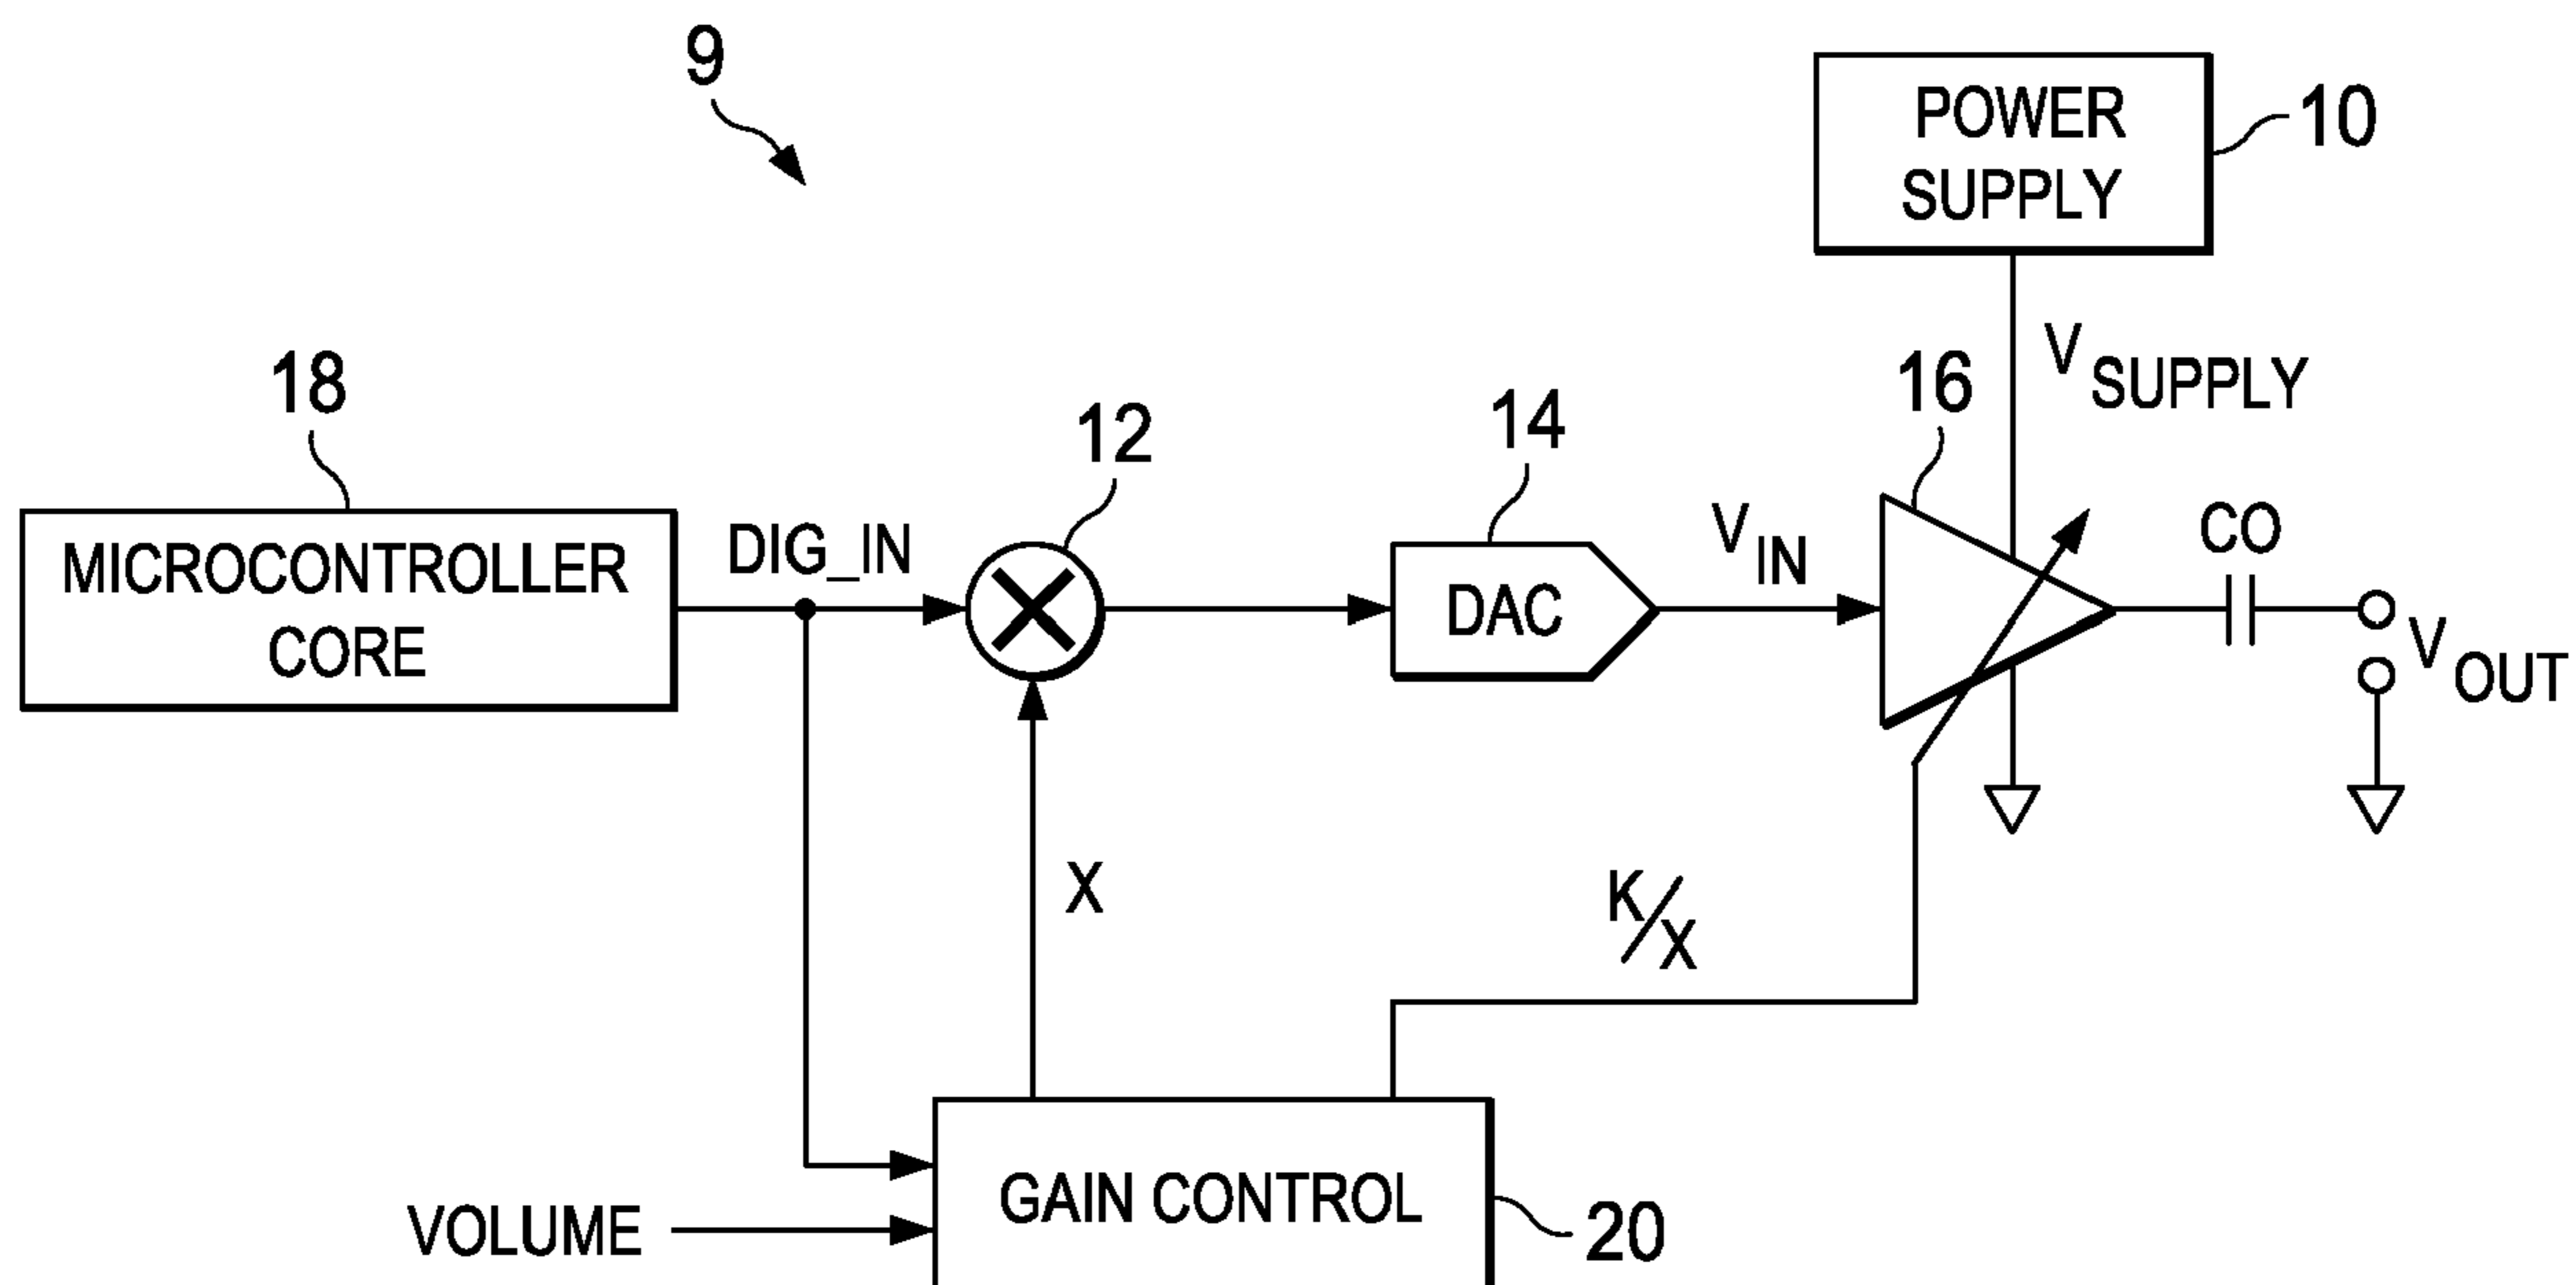 9
POWER
SUPPLY
10
18
12
14
16
V SUPPLY
MICROCONTROLLER
CORE
DIG_IN
DAC
V IN
CO
V OUT
X
K/X
GAIN CONTROL
VOLUME
20